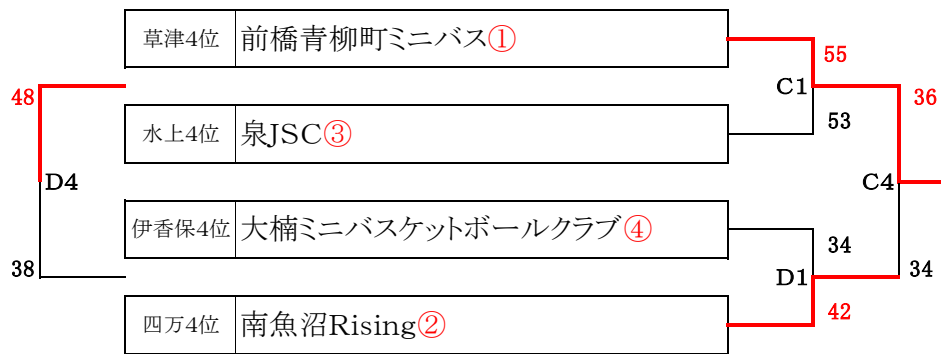 草津4位 前橋青柳町ミニバス①
55
48
C1
36
水上4位 泉JSC③
53
D4
C4
伊香保4位 大楠ミニバスケットボールクラブ④
34
38
D1
34
四万4位 南魚沼Rising②
42